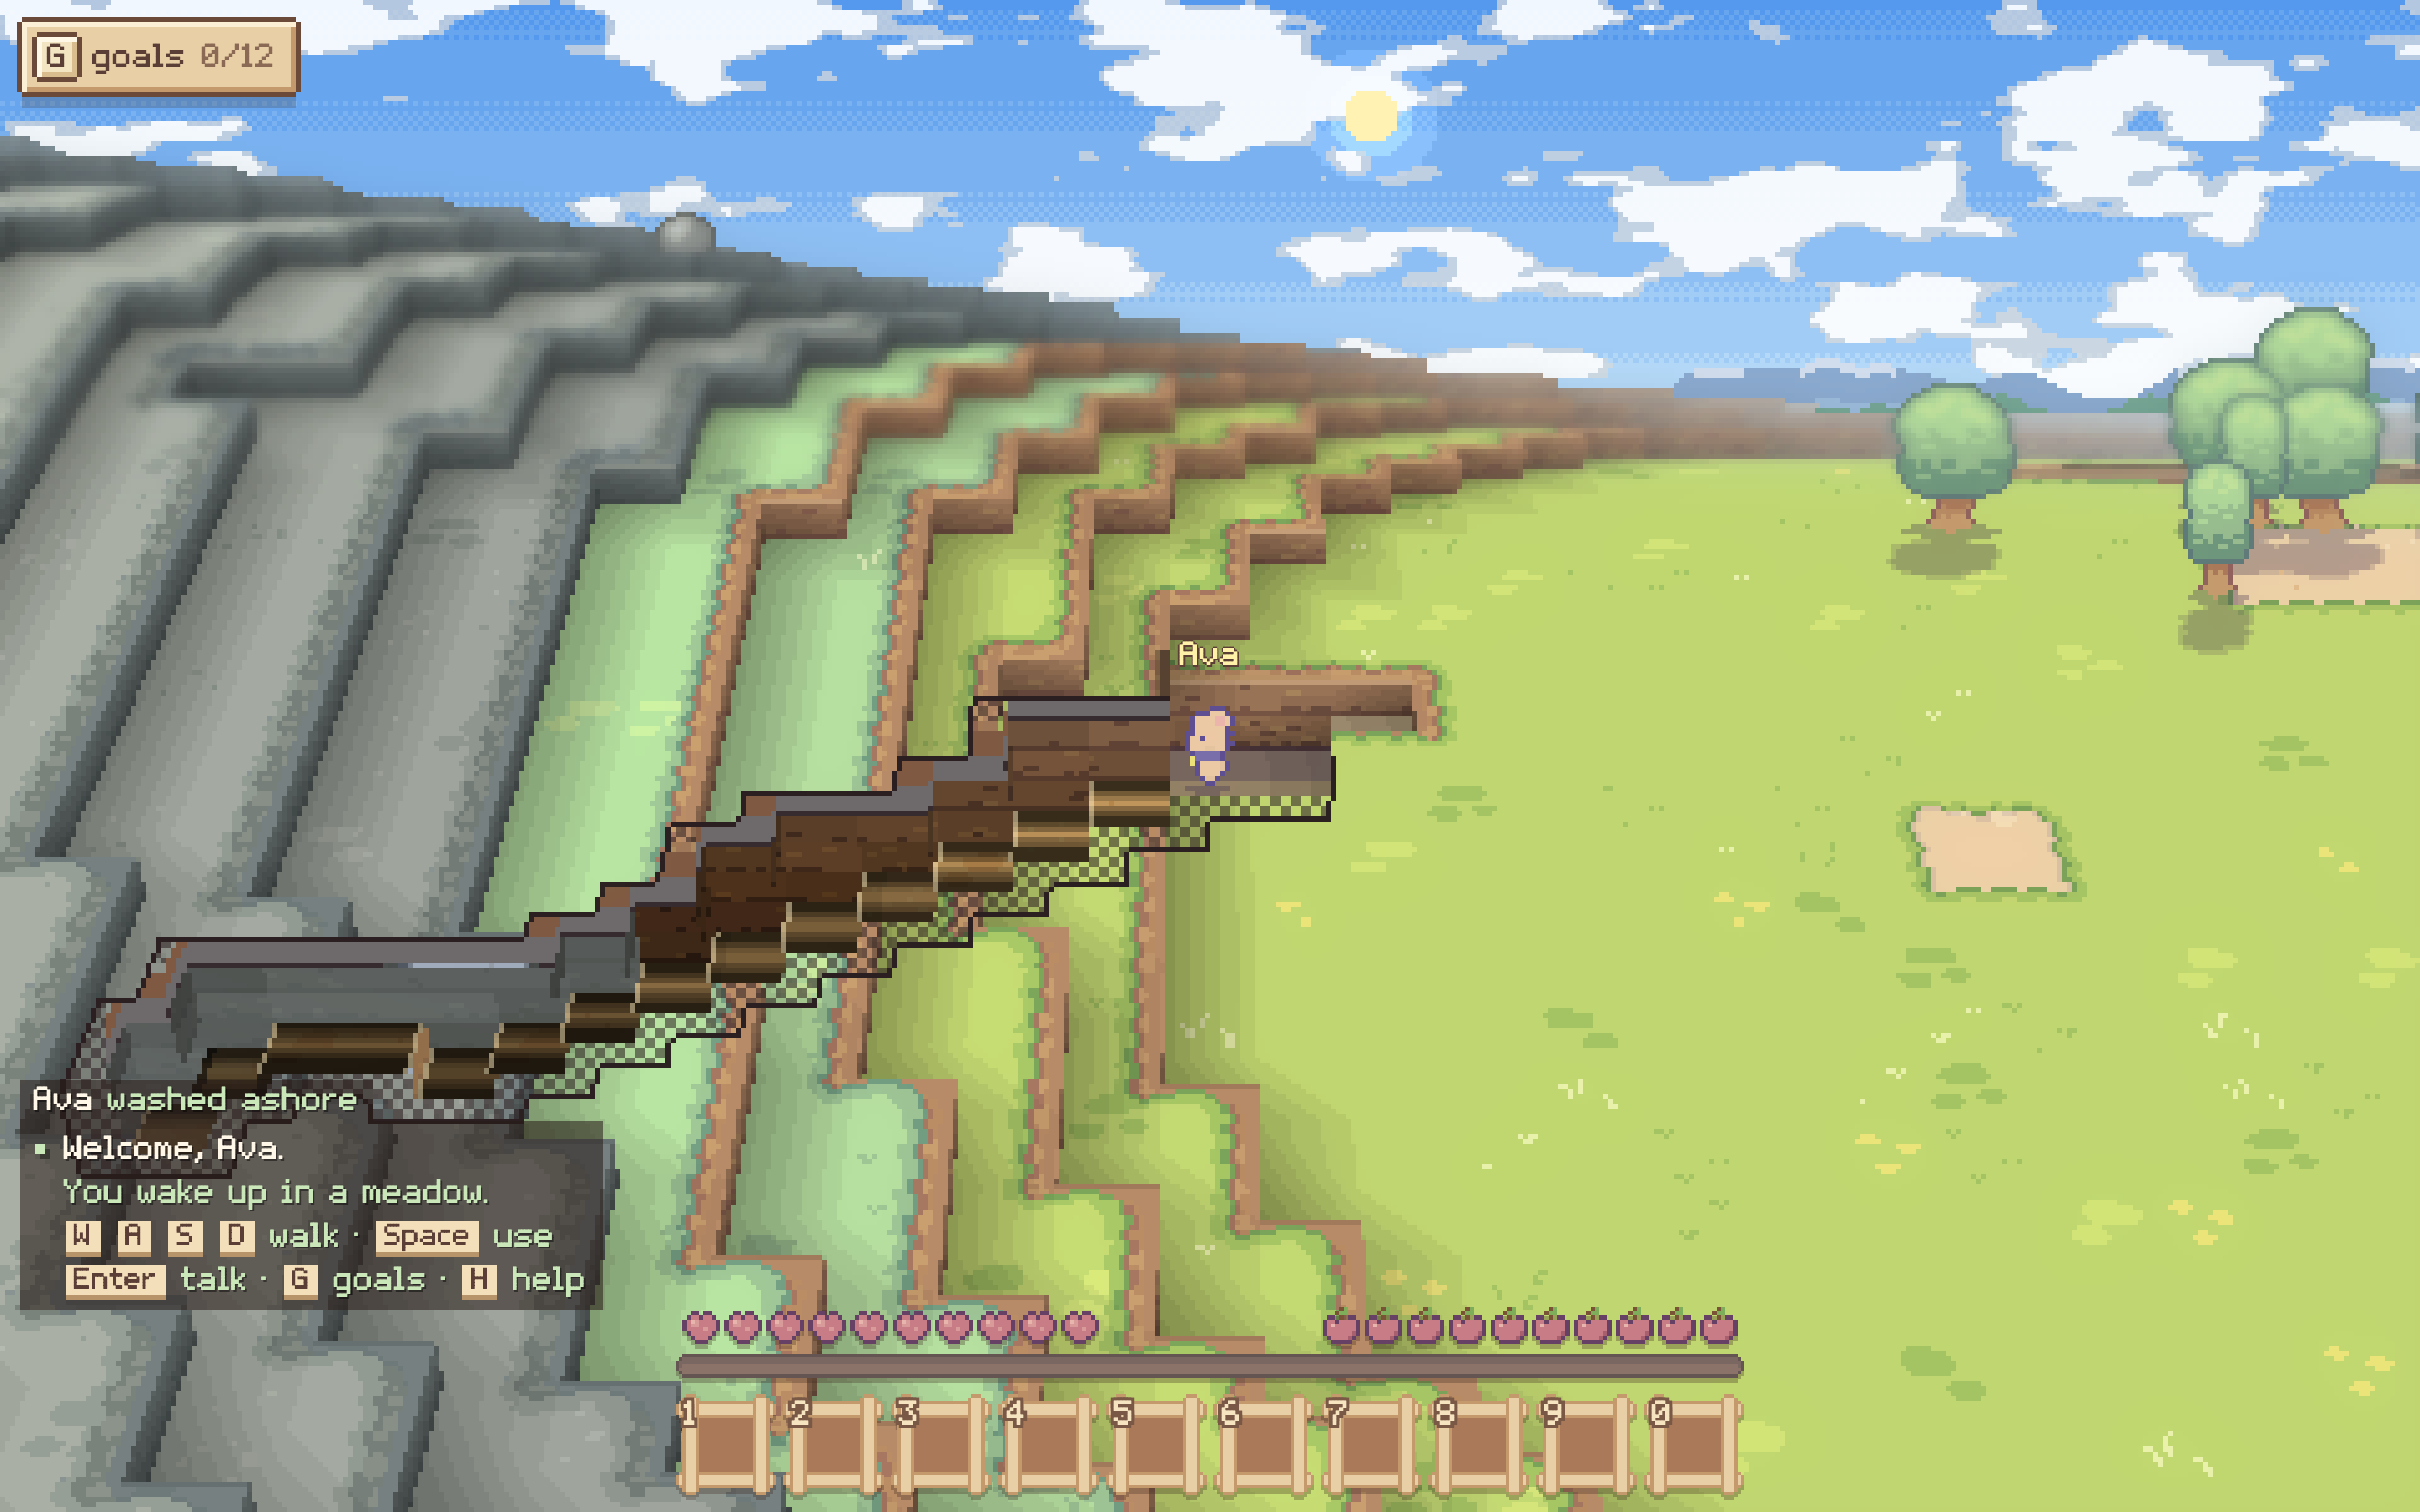 G goals 0/12
Ava
Ava washed ashore
▪ Welcome, Ava.
You wake up in a meadow.
W A S D walk · Space use
Enter talk · G goals · H help
1 2 3 4 5 6 7 8 9 0